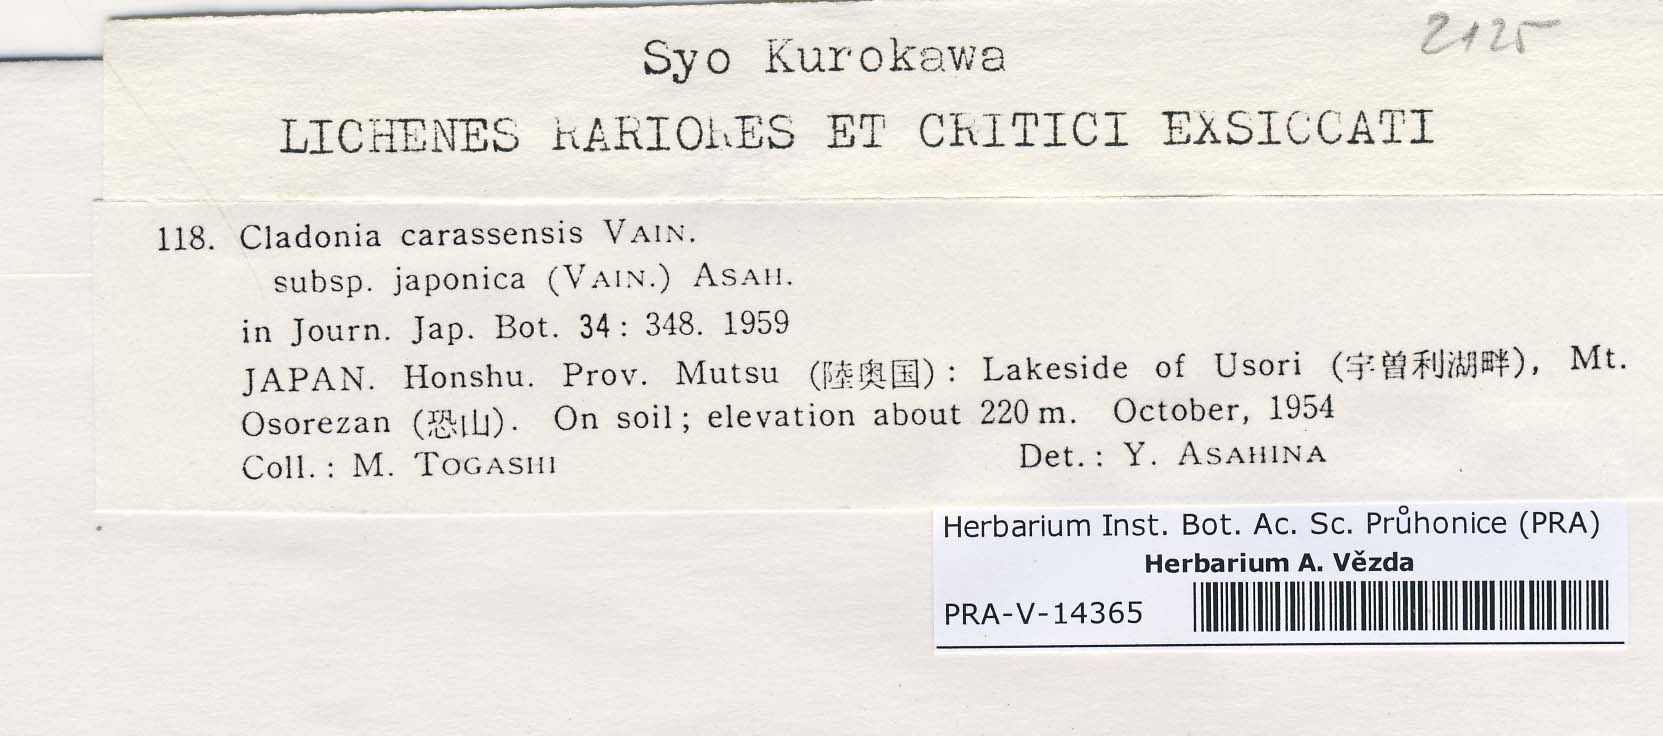 2125
Syo Kurokawa
LICHENES RARIORES ET CRITICI EXSICCATI
118. Cladonia carassensis VAIN.
subsp. japonica (VAIN.) ASAH.
in Journ. Jap. Bot. 34: 348. 1959
JAPAN. Honshu. Prov. Mutsu (陸奥国): Lakeside of Usori (宇曽利湖畔), Mt.
Osorezan (恐山). On soil; elevation about 220 m. October, 1954
Coll.: M. TOGASHI Det.: Y. ASAHINA
Herbarium Inst. Bot. Ac. Sc. Průhonice (PRA)
Herbarium A. Vězda
PRA-V-14365